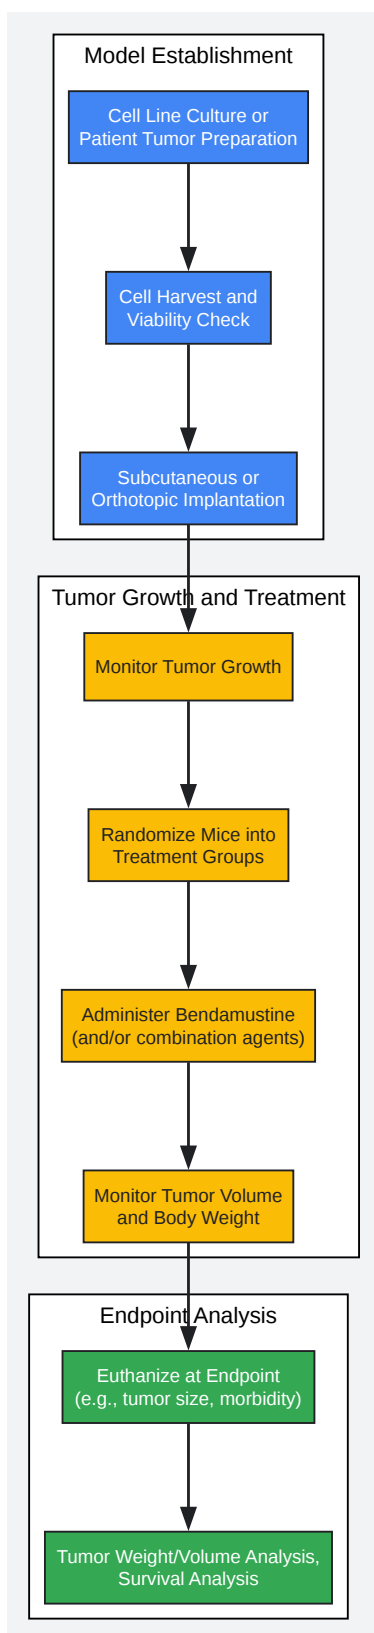 Model Establishment
Cell Line Culture or
Patient Tumor Preparation
Cell Harvest and
Viability Check
Subcutaneous or
Orthotopic Implantation
Tumor Growth and Treatment
Monitor Tumor Growth
Randomize Mice into
Treatment Groups
Administer Bendamustine
(and/or combination agents)
Monitor Tumor Volume
and Body Weight
Endpoint Analysis
Euthanize at Endpoint
(e.g., tumor size, morbidity)
Tumor Weight/Volume Analysis,
Survival Analysis